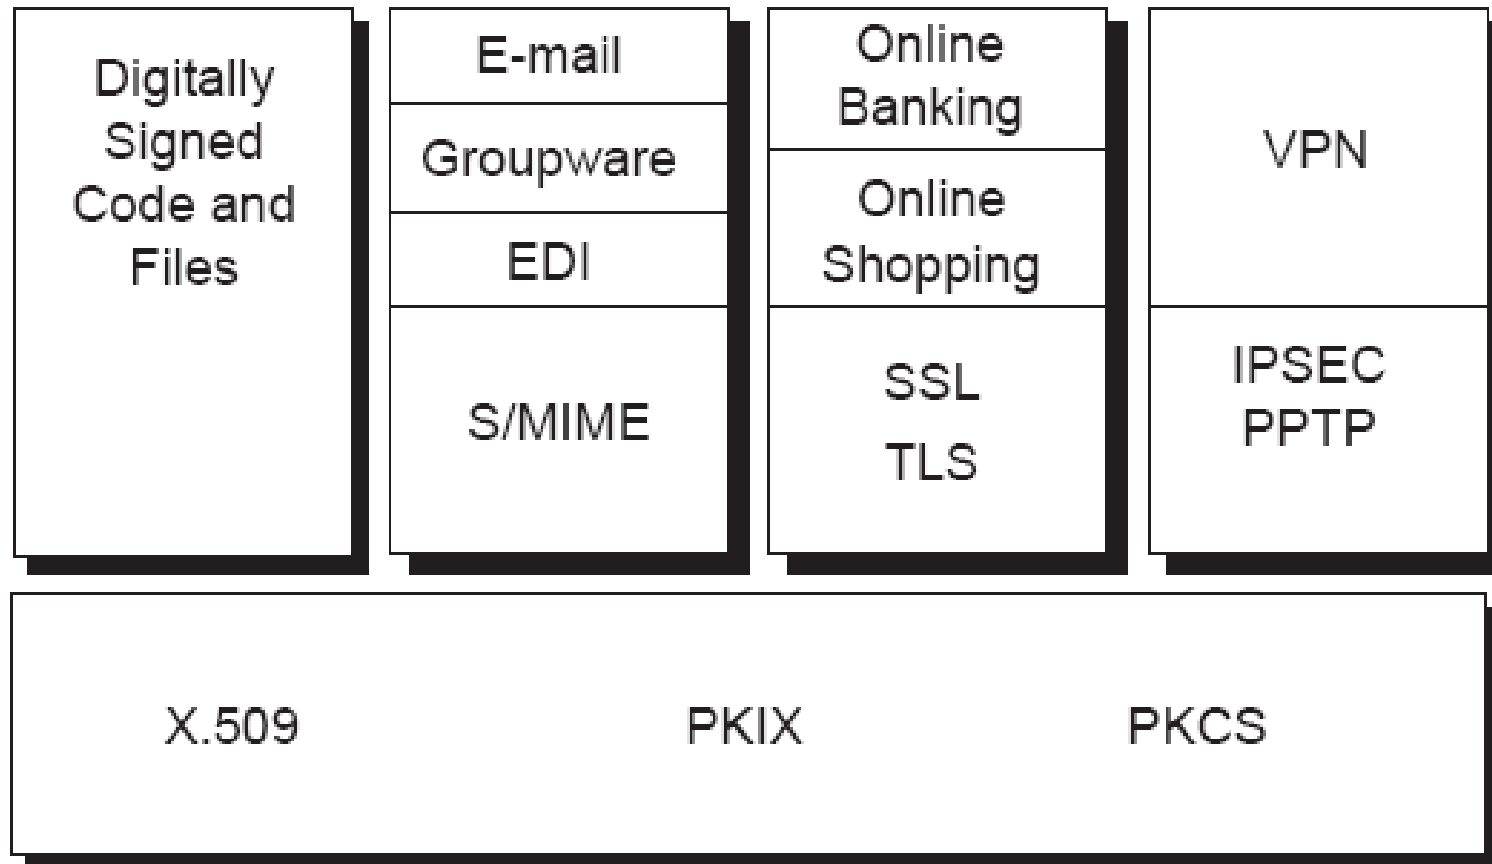 Digitally
Signed
Code and
Files
E-mail
Groupware
EDI
S/MIME
Online
Banking
Online
Shopping
SSL
TLS
VPN
IPSEC
PPTP
X.509 PKIX PKCS